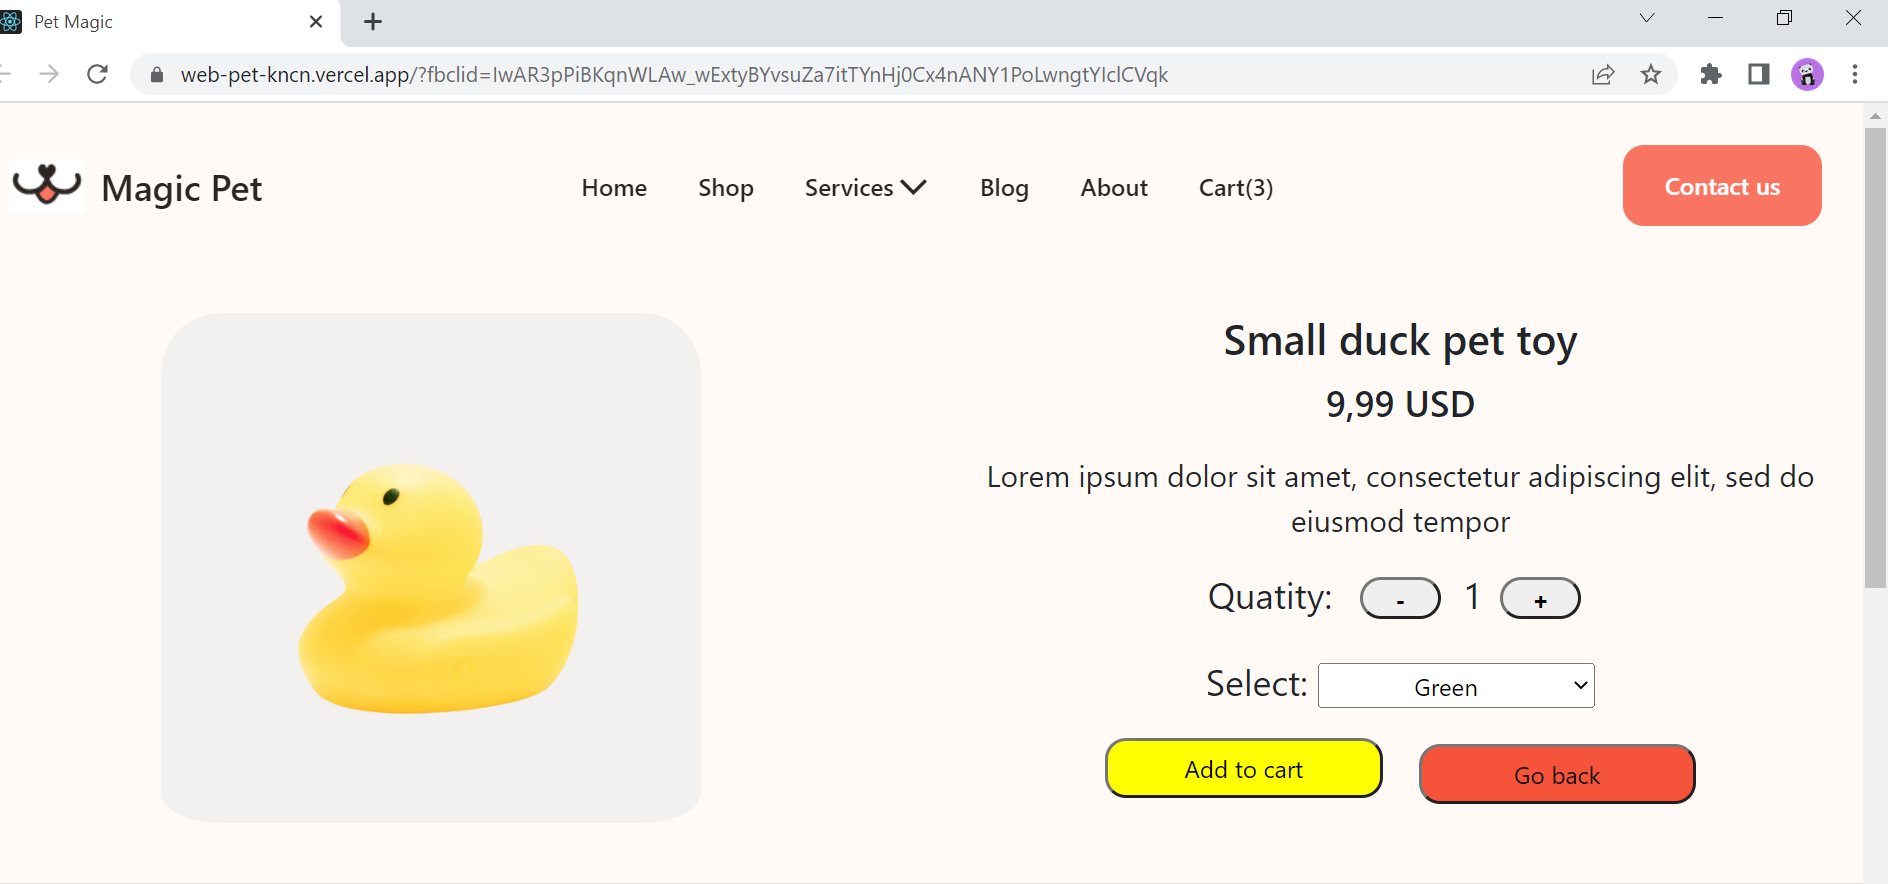 Pet Magic
web-pet-kncn.vercel.app/?fbclid=IwAR3pPiBKqnWLAw_wExtyBYvsuZa7itTYnHj0Cx4nANY1PoLwngtYIclCVqk
Magic Pet
Home Shop Services Blog About Cart(3)
Contact us
Small duck pet toy
9,99 USD
Lorem ipsum dolor sit amet, consectetur adipiscing elit, sed do
eiusmod tempor
Quatity: - 1 +
Select: Green
Add to cart Go back